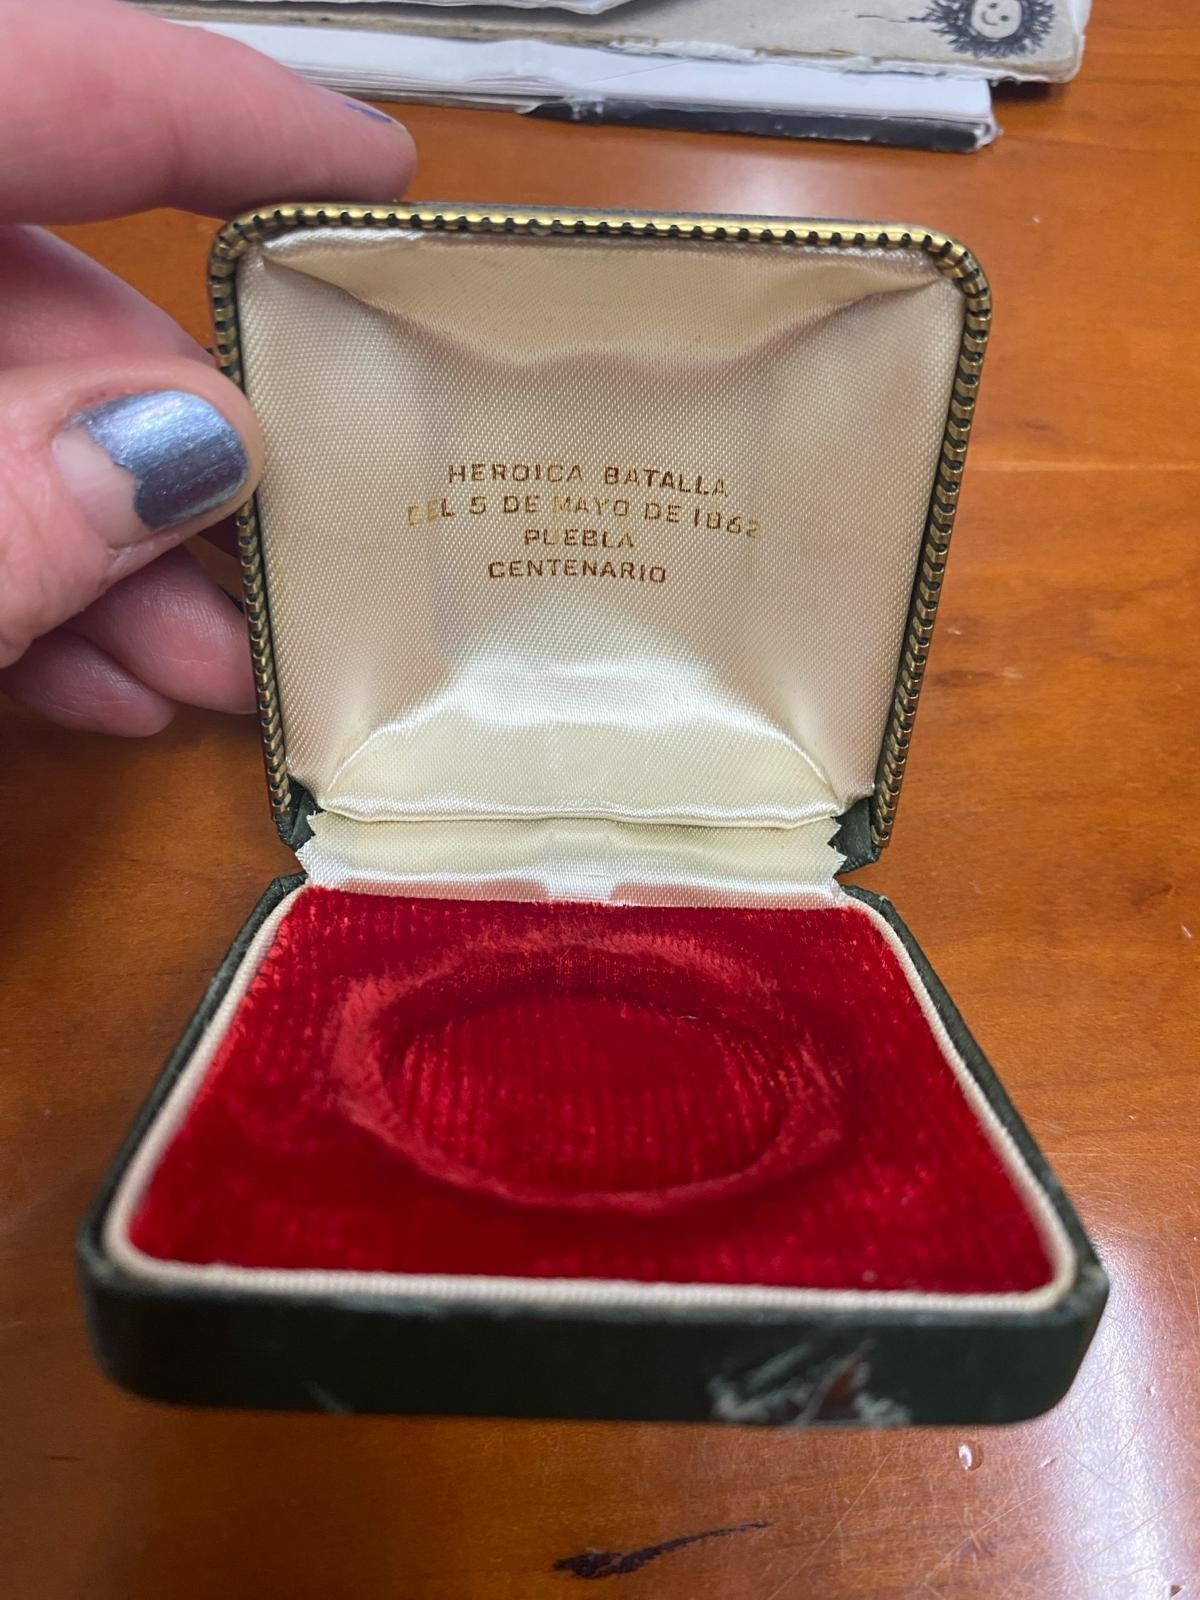 HEROICA BATALLA
DEL 5 DE MAYO DE 1862
PUEBLA
CENTENARIO